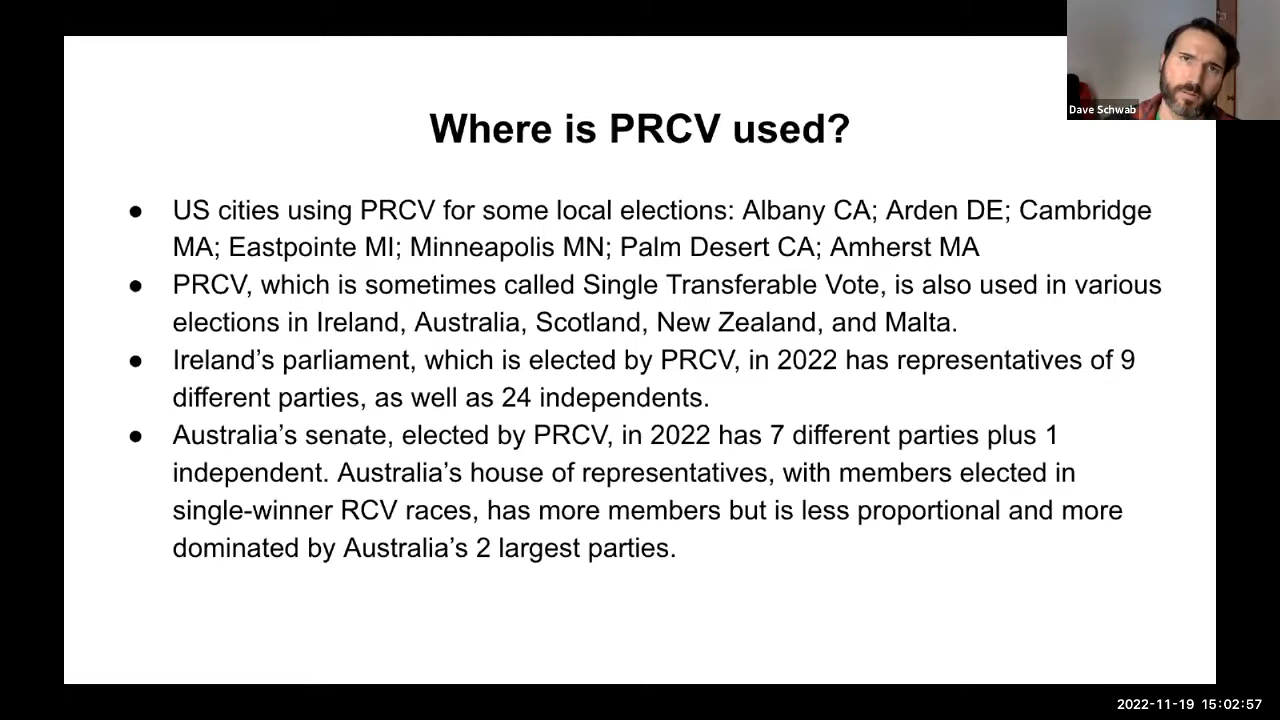 Dave Schwab
Where is PRCV used?
● US cities using PRCV for some local elections: Albany CA; Arden DE; Cambridge
MA; Eastpointe MI; Minneapolis MN; Palm Desert CA; Amherst MA
● PRCV, which is sometimes called Single Transferable Vote, is also used in various
elections in Ireland, Australia, Scotland, New Zealand, and Malta.
● Ireland’s parliament, which is elected by PRCV, in 2022 has representatives of 9
different parties, as well as 24 independents.
● Australia’s senate, elected by PRCV, in 2022 has 7 different parties plus 1
independent. Australia’s house of representatives, with members elected in
single-winner RCV races, has more members but is less proportional and more
dominated by Australia’s 2 largest parties.
2022-11-19 15:02:57